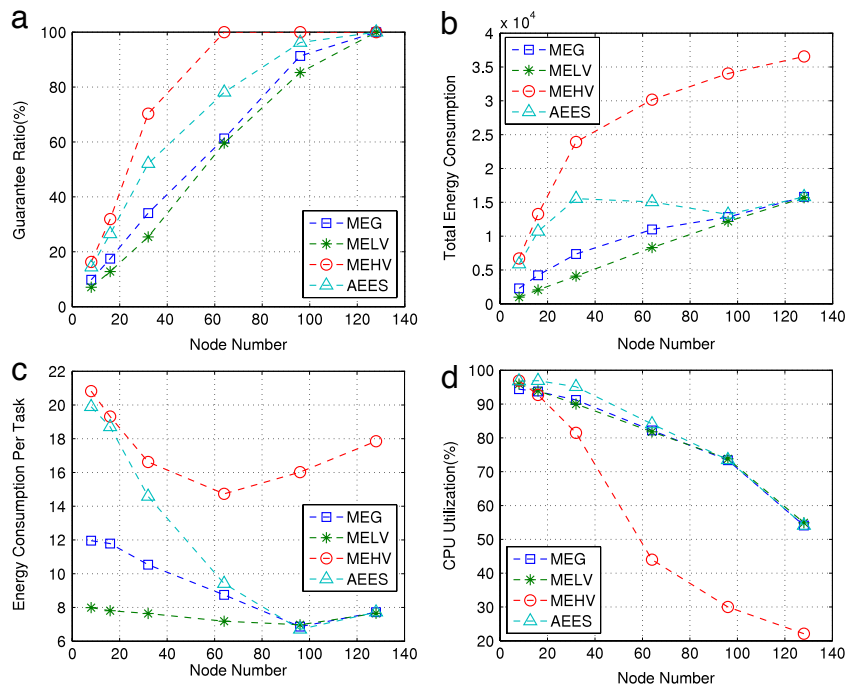 a
100
80
60
40
20
0
Guarantee Ratio(%)
0 20 40 60 80 100 120 140
Node Number
MEG
MELV
MEHV
AEES
b
x 10⁴
4
3.5
3
2.5
2
1.5
1
0.5
0
Total Energy Consumption
0 20 40 60 80 100 120 140
Node Number
MEG
MELV
MEHV
AEES
c
22
20
18
16
14
12
10
8
6
Energy Consumption Per Task
0 20 40 60 80 100 120 140
Node Number
MEG
MELV
MEHV
AEES
d
100
90
80
70
60
50
40
30
20
CPU Utilization(%)
0 20 40 60 80 100 120 140
Node Number
MEG
MELV
MEHV
AEES